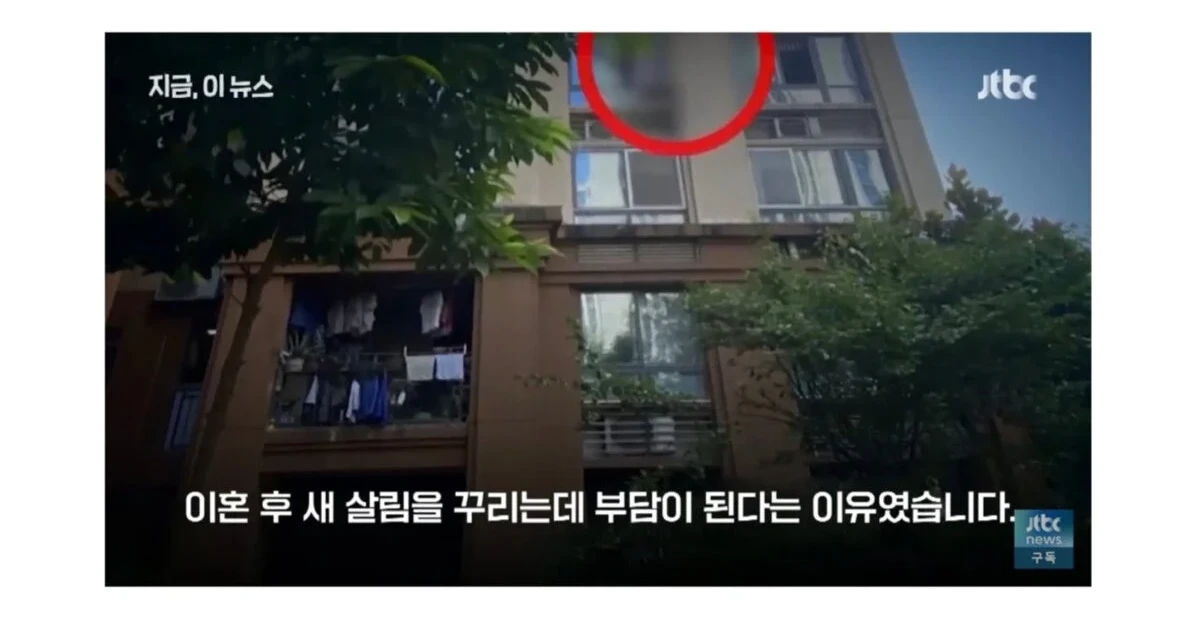 지금, 이 뉴스
jtbc
이혼 후 새 살림을 꾸리는데 부담이 된다는 이유였습니다.
jtbc
news
구독